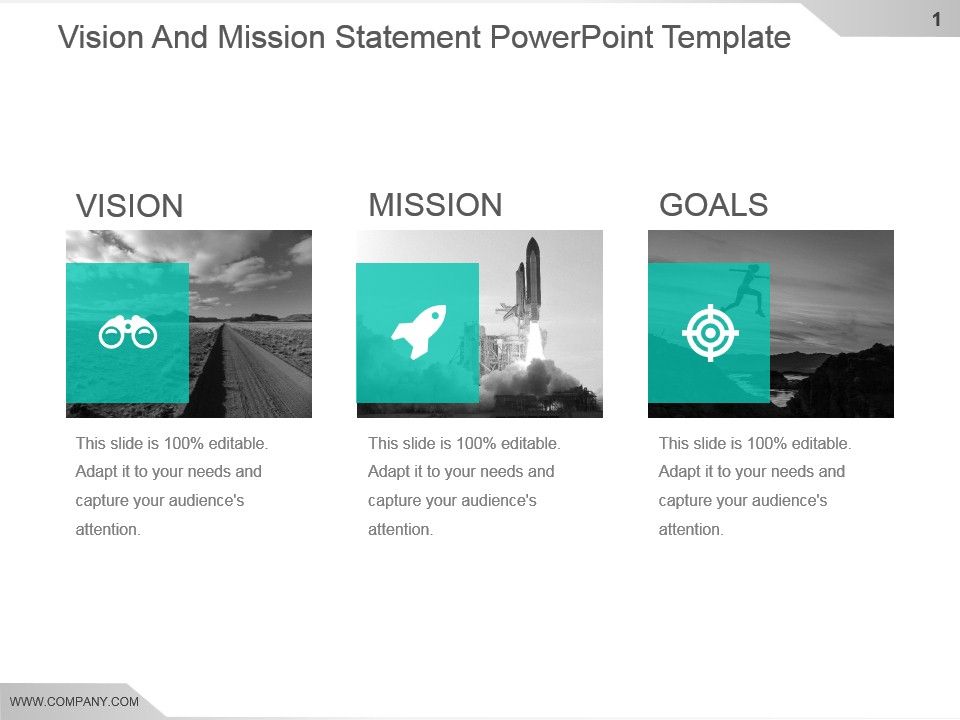 Vision And Mission Statement PowerPoint Template
1
VISION
This slide is 100% editable.
Adapt it to your needs and
capture your audience's
attention.
MISSION
This slide is 100% editable.
Adapt it to your needs and
capture your audience's
attention.
GOALS
This slide is 100% editable.
Adapt it to your needs and
capture your audience's
attention.
WWW.COMPANY.COM